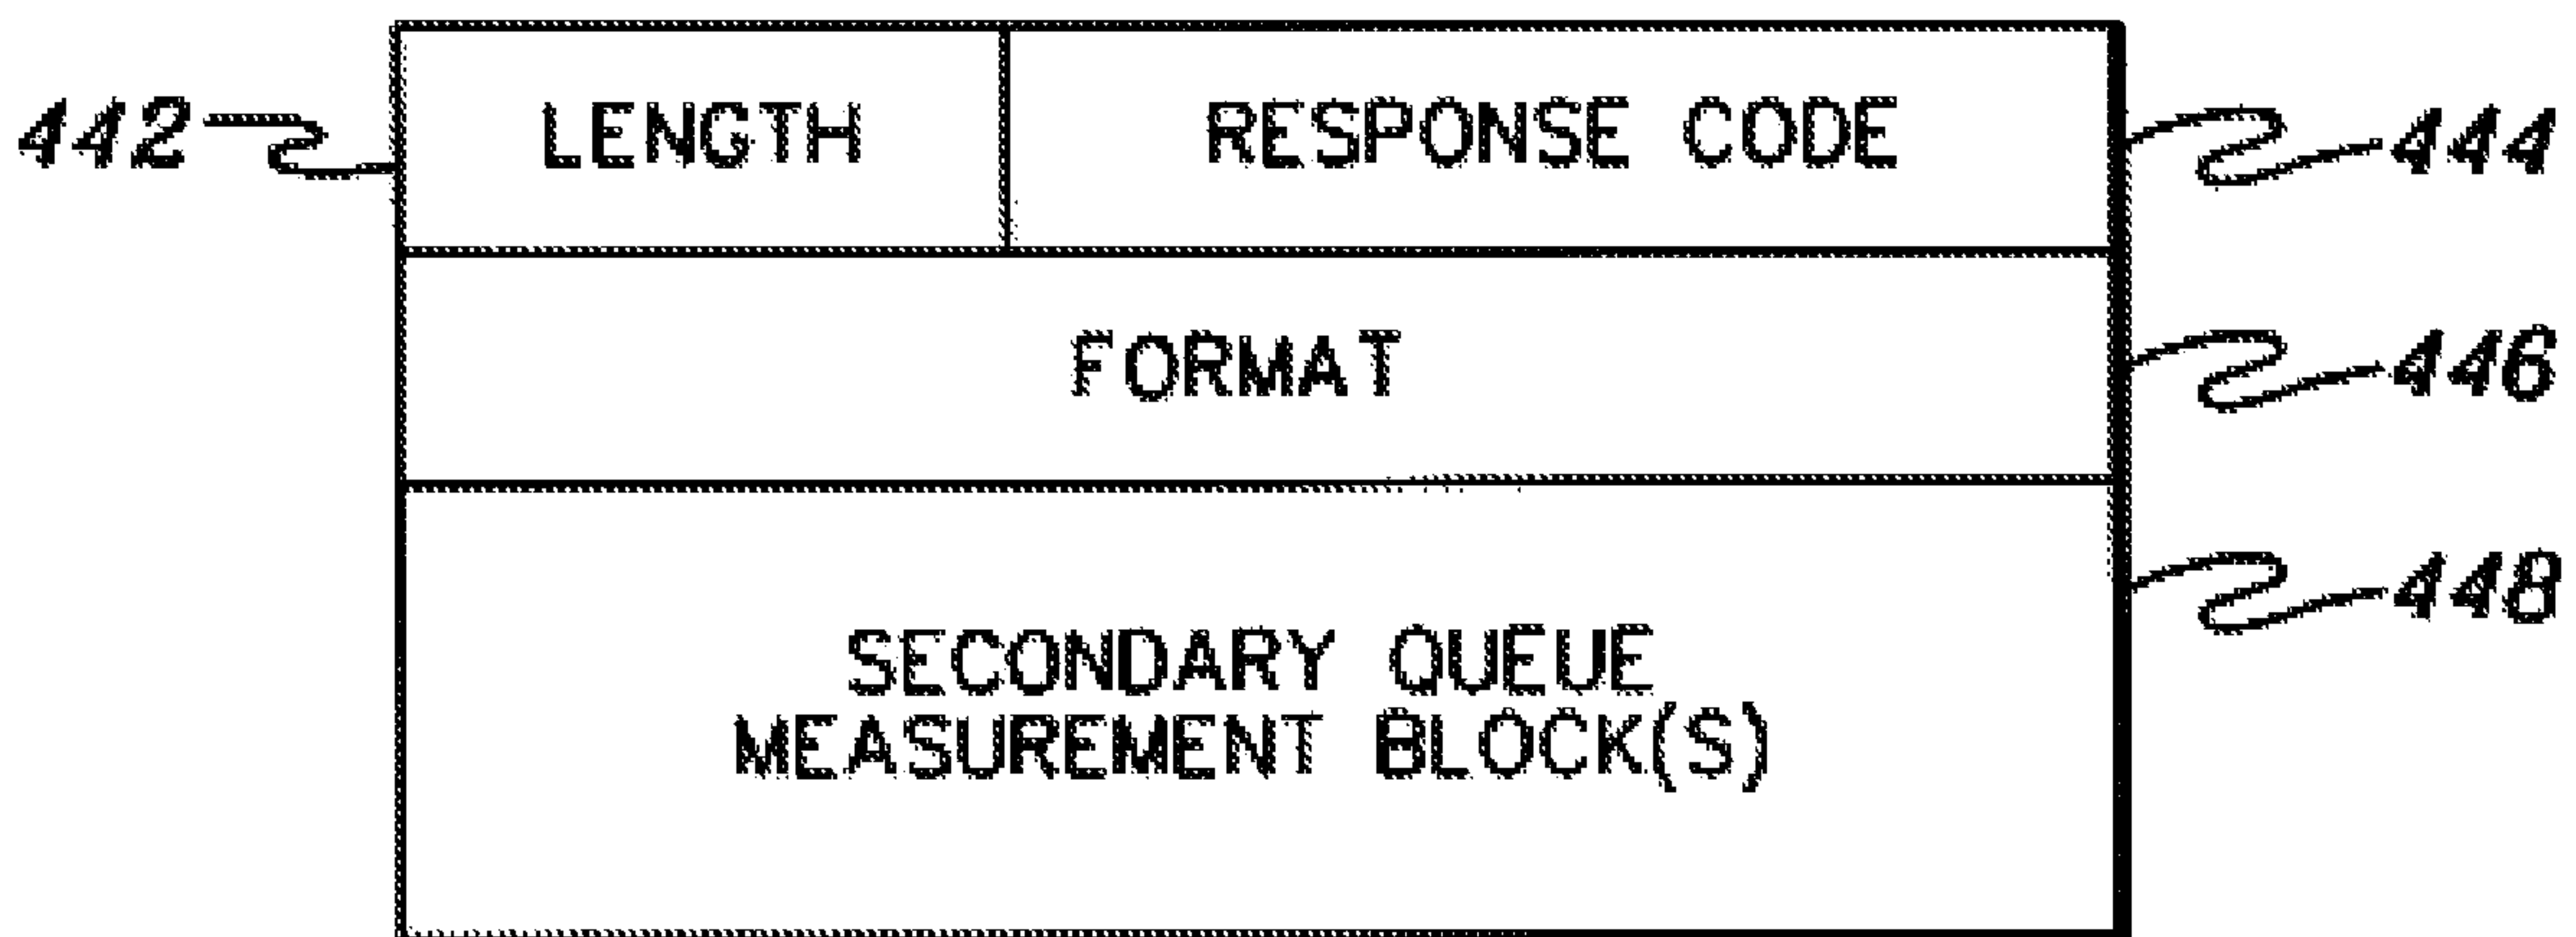 442 LENGTH RESPONSE CODE 444
FORMAT 446
448
SECONDARY QUEUE
MEASUREMENT BLOCK(S)